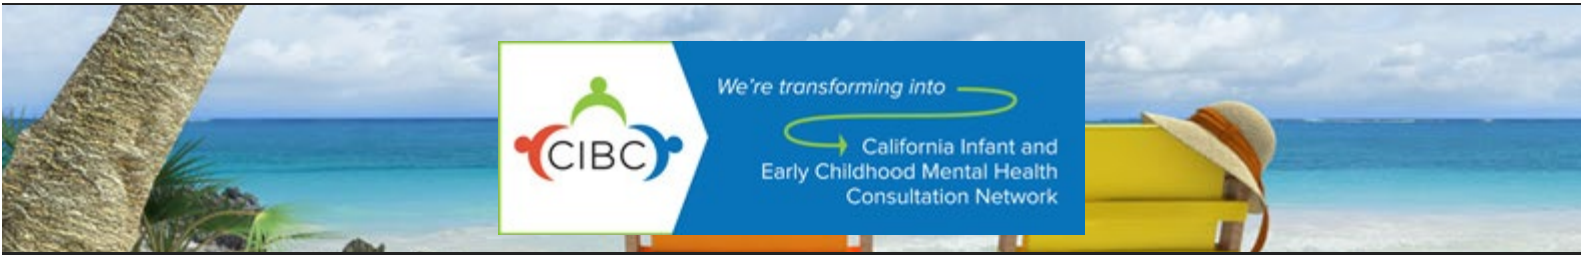 CIBC
We're transforming into
California Infant and
Early Childhood Mental Health
Consultation Network